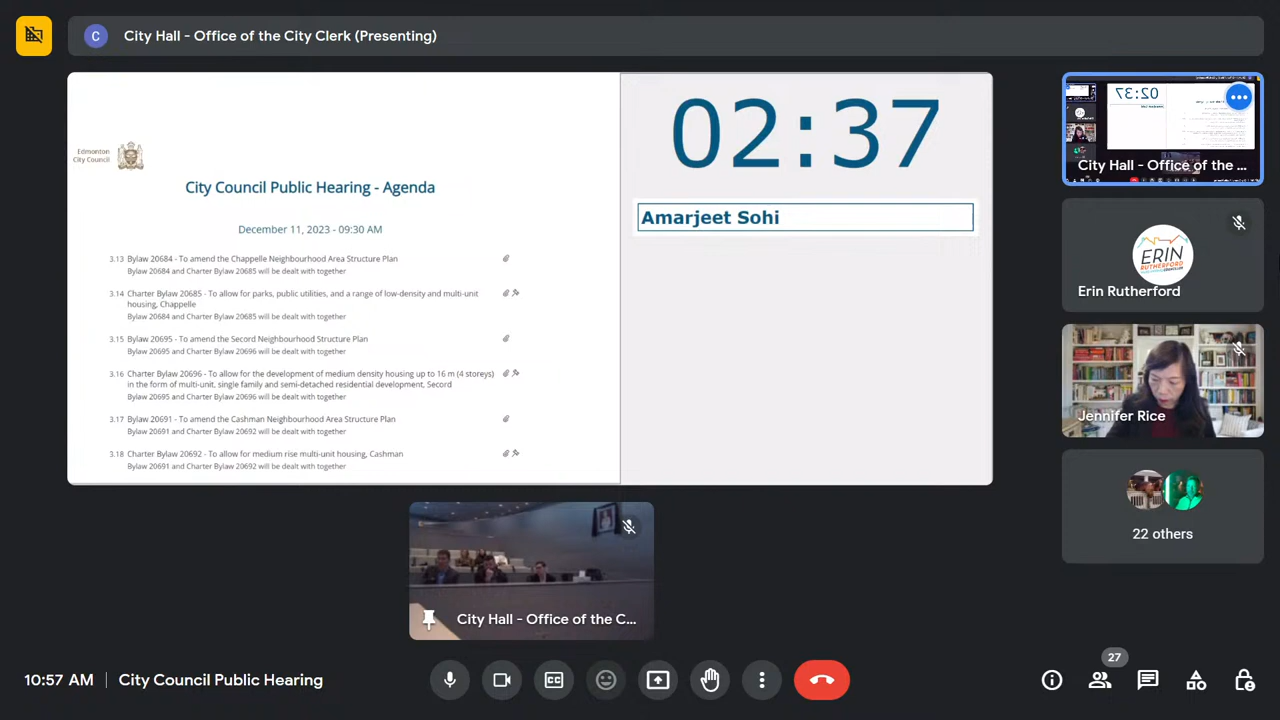 City Hall - Office of the City Clerk (Presenting)
C
Edmonton
City Council
City Council Public Hearing - Agenda
December 11, 2023 - 09:30 AM
3.13 Bylaw 20684 - To amend the Chappelle Neighbourhood Area Structure Plan
Bylaw 20684 and Charter Bylaw 20685 will be dealt with together
3.14 Charter Bylaw 20685 - To allow for parks, public utilities, and a range of low-density and multi-unit
housing, Chappelle
Bylaw 20684 and Charter Bylaw 20685 will be dealt with together
3.15 Bylaw 20695 - To amend the Secord Neighbourhood Structure Plan
Bylaw 20695 and Charter Bylaw 20696 will be dealt with together
3.16 Charter Bylaw 20696 - To allow for the development of medium density housing up to 16 m (4 storeys)
in the form of multi-unit, single family and semi-detached residential development, Secord
Bylaw 20695 and Charter Bylaw 20696 will be dealt with together
3.17 Bylaw 20691 - To amend the Cashman Neighbourhood Area Structure Plan
Bylaw 20691 and Charter Bylaw 20692 will be dealt with together
3.18 Charter Bylaw 20692 - To allow for medium rise multi-unit housing, Cashman
Bylaw 20691 and Charter Bylaw 20692 will be dealt with together
02:37
Amarjeet Sohi
02:37
City Hall - Office of the ...
ERIN
RUTHERFORD
Erin Rutherford
Jennifer Rice
22 others
City Hall - Office of the C...
10:57 AM
City Council Public Hearing
CC
27